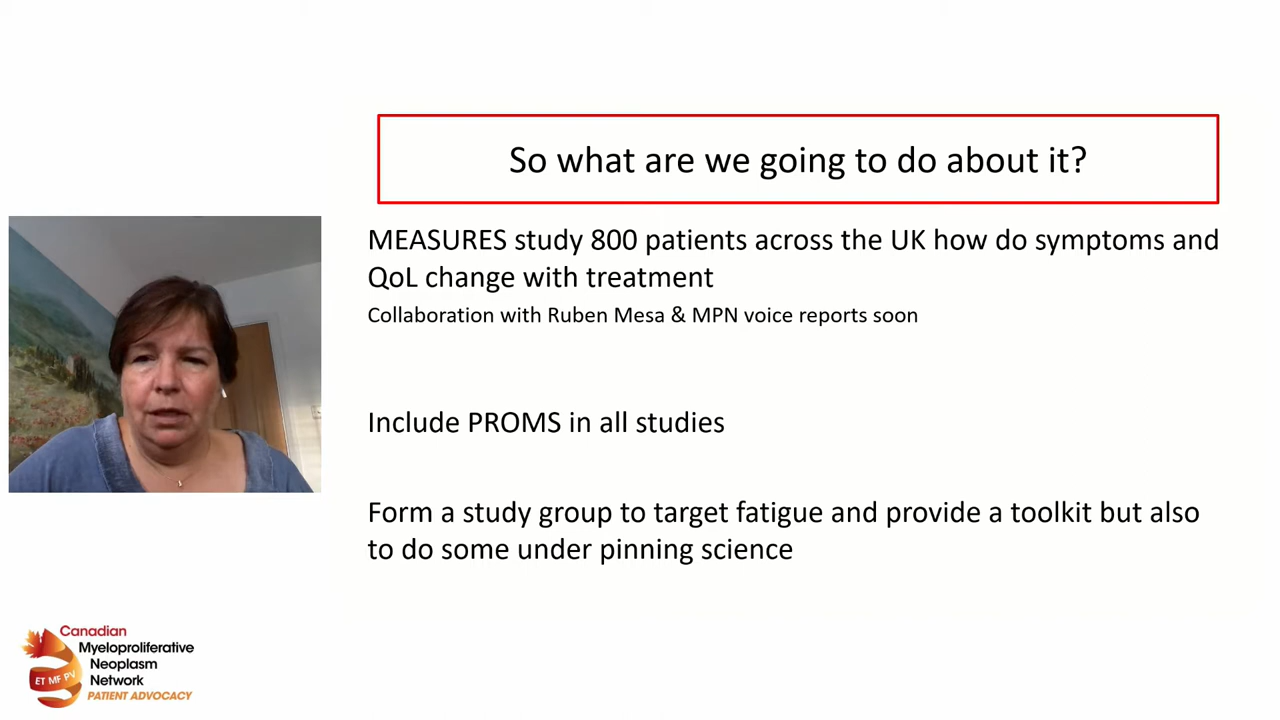 So what are we going to do about it?
MEASURES study 800 patients across the UK how do symptoms and
QoL change with treatment
Collaboration with Ruben Mesa & MPN voice reports soon
Include PROMS in all studies
Form a study group to target fatigue and provide a toolkit but also
to do some under pinning science
Canadian
Myeloproliferative
Neoplasm
Network
ET MF PV
PATIENT ADVOCACY